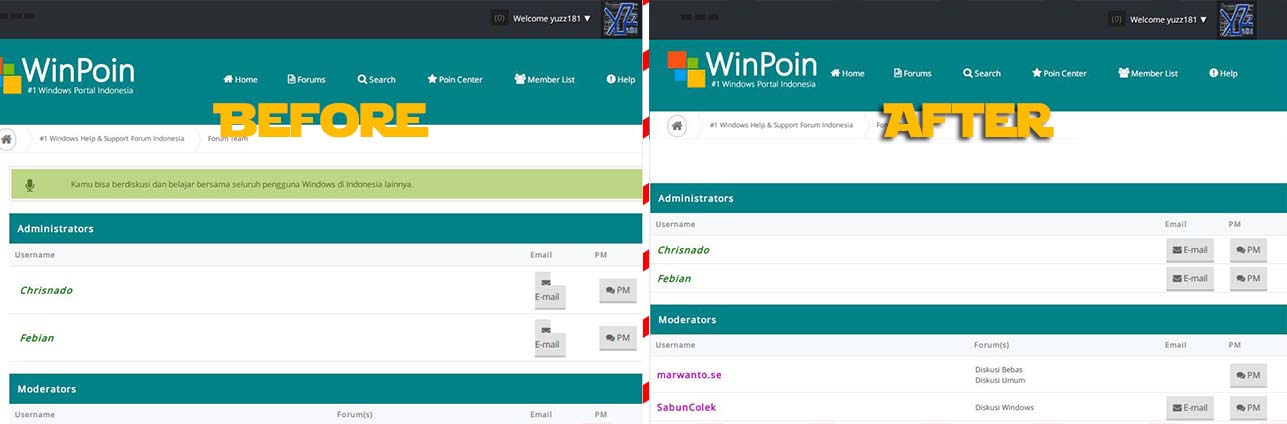 (0) Welcome yuzz181 ▼
WinPoin
#1 Windows Portal Indonesia
Home Forums Search Poin Center Member List Help
BEFORE
#1 Windows Help & Support Forum Indonesia Forum Team
Kamu bisa berdiskusi dan belajar bersama seluruh pengguna Windows di Indonesia lainnya.
Administrators
Username Email PM
Chrisnado E-mail PM
Febian E-mail PM
Moderators
Username Forum(s) Email PM
(0) Welcome yuzz181 ▼
WinPoin
#1 Windows Portal Indonesia
Home Forums Search Poin Center Member List Help
AFTER
#1 Windows Help & Support Forum Indonesia
Administrators
Username Email PM
Chrisnado E-mail PM
Febian E-mail PM
Moderators
Username Forum(s) Email PM
marwanto.se Diskusi Bebas PM
Diskusi Umum
SabunColek Diskusi Windows E-mail PM